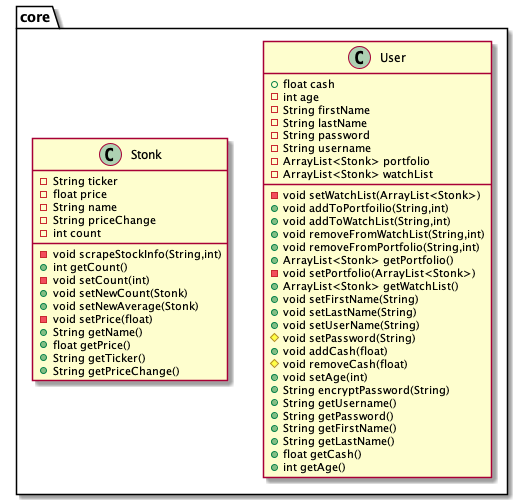 core
C Stonk
String ticker
float price
String name
String priceChange
int count
void scrapeStockInfo(String,int)
int getCount()
void setCount(int)
void setNewCount(Stonk)
void setNewAverage(Stonk)
void setPrice(float)
String getName()
float getPrice()
String getTicker()
String getPriceChange()
C User
float cash
int age
String firstName
String lastName
String password
String username
ArrayList<Stonk> portfolio
ArrayList<Stonk> watchList
void setWatchList(ArrayList<Stonk>)
void addToPortfoilio(String,int)
void addToWatchList(String,int)
void removeFromWatchList(String,int)
void removeFromPortfolio(String,int)
ArrayList<Stonk> getPortfolio()
void setPortfolio(ArrayList<Stonk>)
ArrayList<Stonk> getWatchList()
void setFirstName(String)
void setLastName(String)
void setUserName(String)
void setPassword(String)
void addCash(float)
void removeCash(float)
void setAge(int)
String encryptPassword(String)
String getUsername()
String getPassword()
String getFirstName()
String getLastName()
float getCash()
int getAge()